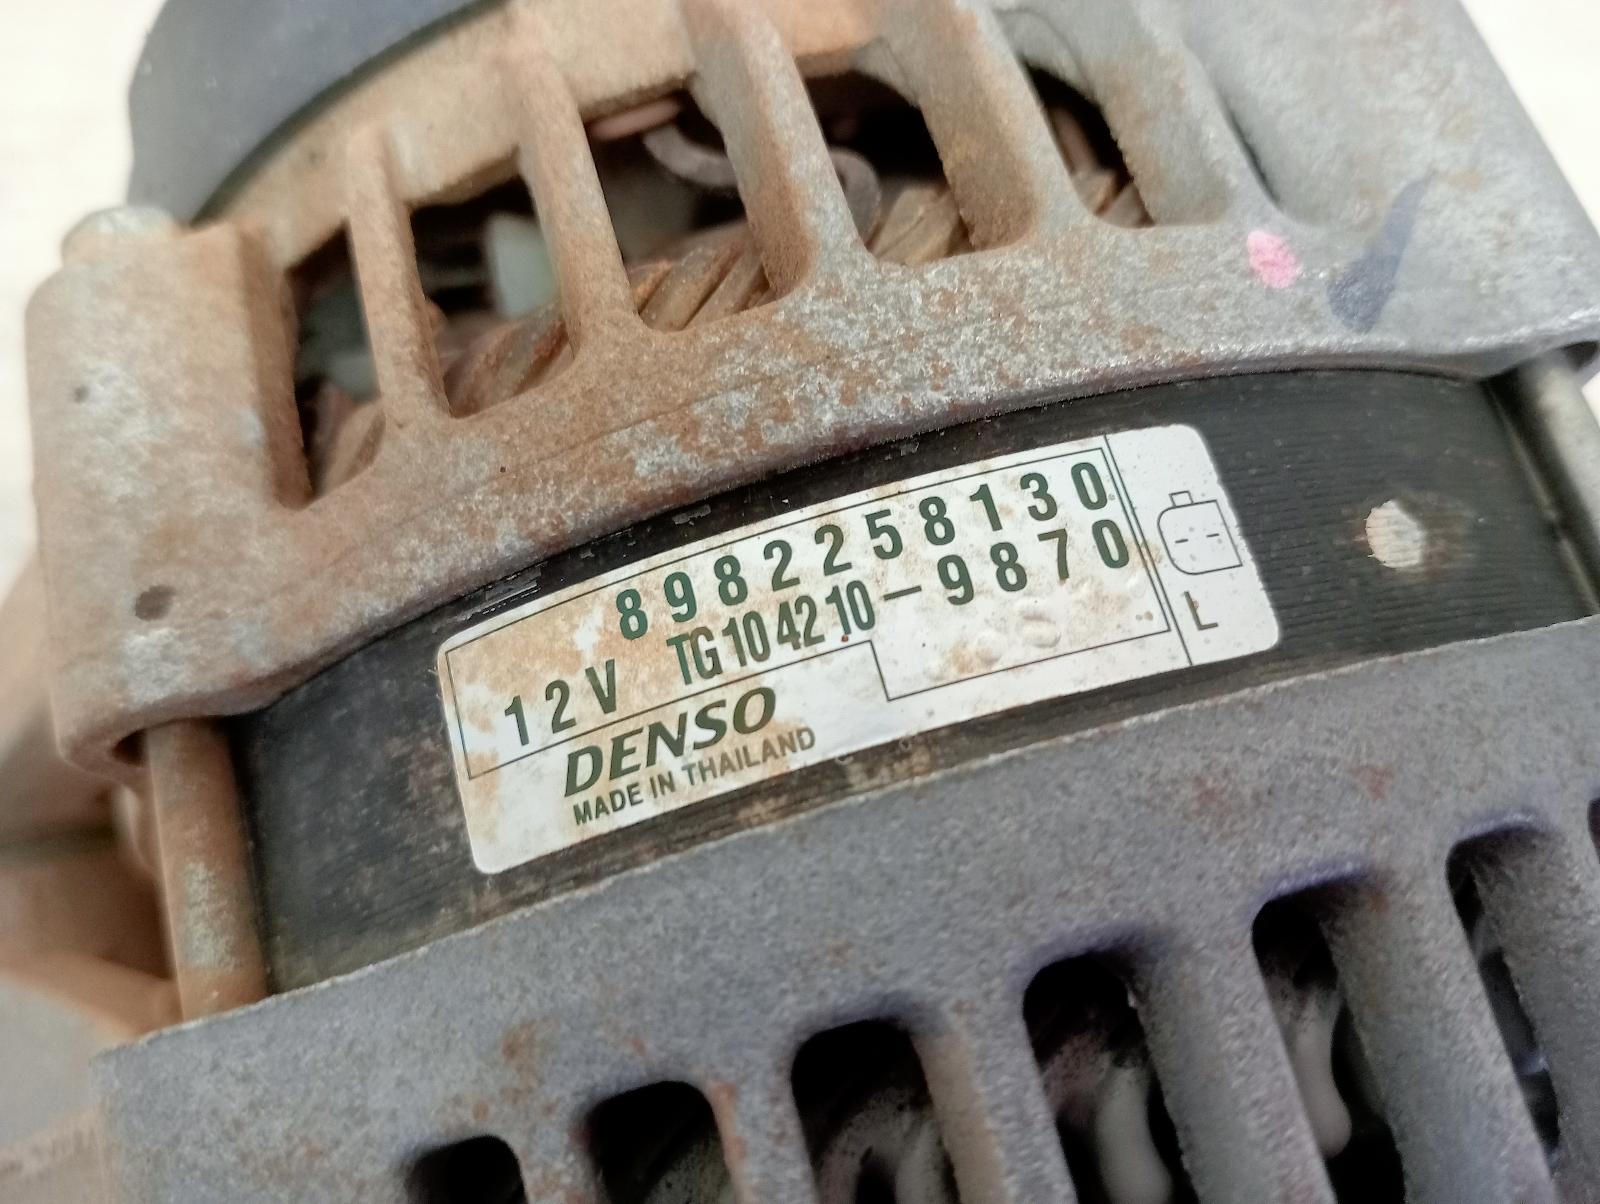 8982258130
12V TG104210-9870
DENSO
MADE IN THAILAND
L